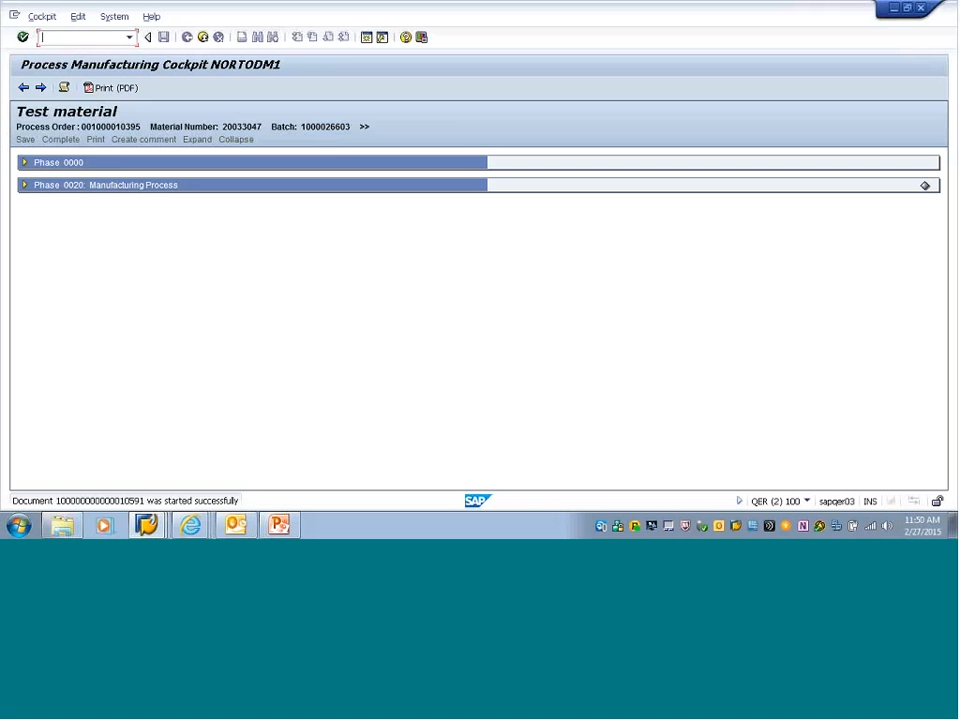 Cockpit Edit System Help
Process Manufacturing Cockpit NORTODM1
Print (PDF)
Test material
Process Order: 001000010395 Material Number: 20033047 Batch: 1000026603 >>
Save Complete Print Create comment Expand Collapse
Phase 0000
Phase 0020: Manufacturing Process
Document 100000000000010591 was started successfully
SAP
QER (2) 100 sapqer03 INS
11:50 AM
2/27/2015